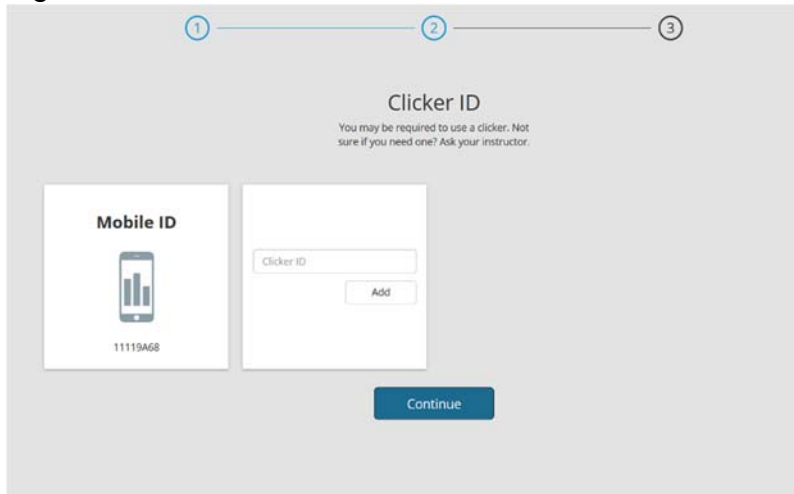 1
2
3
Clicker ID
You may be required to use a clicker. Not
sure if you need one? Ask your instructor.
Mobile ID
11119A68
Clicker ID
Add
Continue